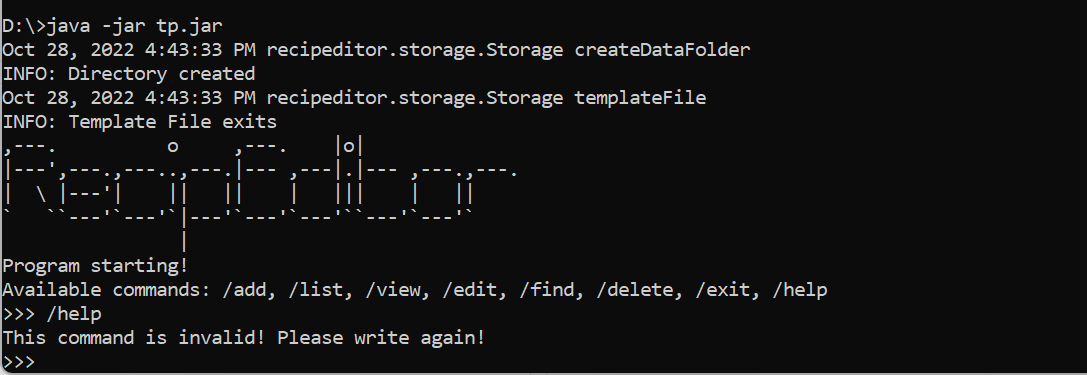 D:\>java -jar tp.jar
Oct 28, 2022 4:43:33 PM recipeditor.storage.Storage createDataFolder
INFO: Directory created
Oct 28, 2022 4:43:33 PM recipeditor.storage.Storage templateFile
INFO: Template File exits
,---.          o     ,---.    |o|
|---',---.,---..,---.|--- ,---|.|--- ,---.,---.
|  \ |---'|    ||   ||    |   |||    |   ||
`   ``---'`---'`|---'`---'`---'``---'`---'`
                |
Program starting!
Available commands: /add, /list, /view, /edit, /find, /delete, /exit, /help
>>> /help
This command is invalid! Please write again!
>>>